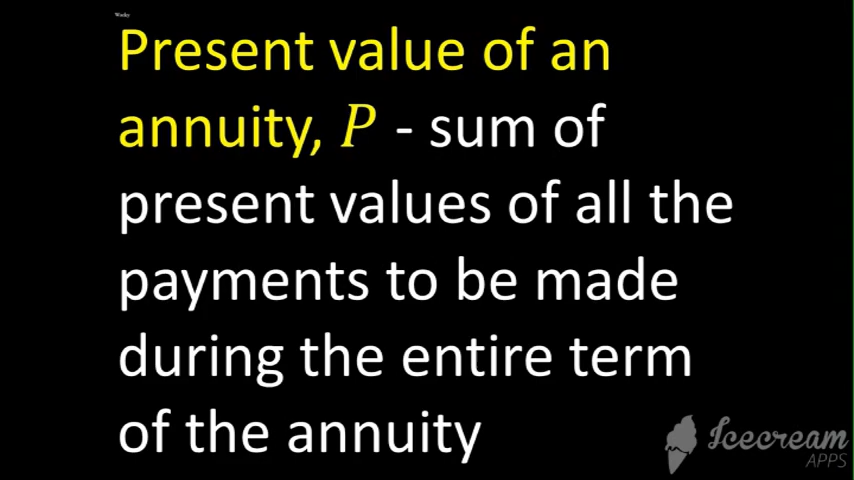 Weeky
Present value of an
annuity, P - sum of
present values of all the
payments to be made
during the entire term
of the annuity
Icecream
APPS